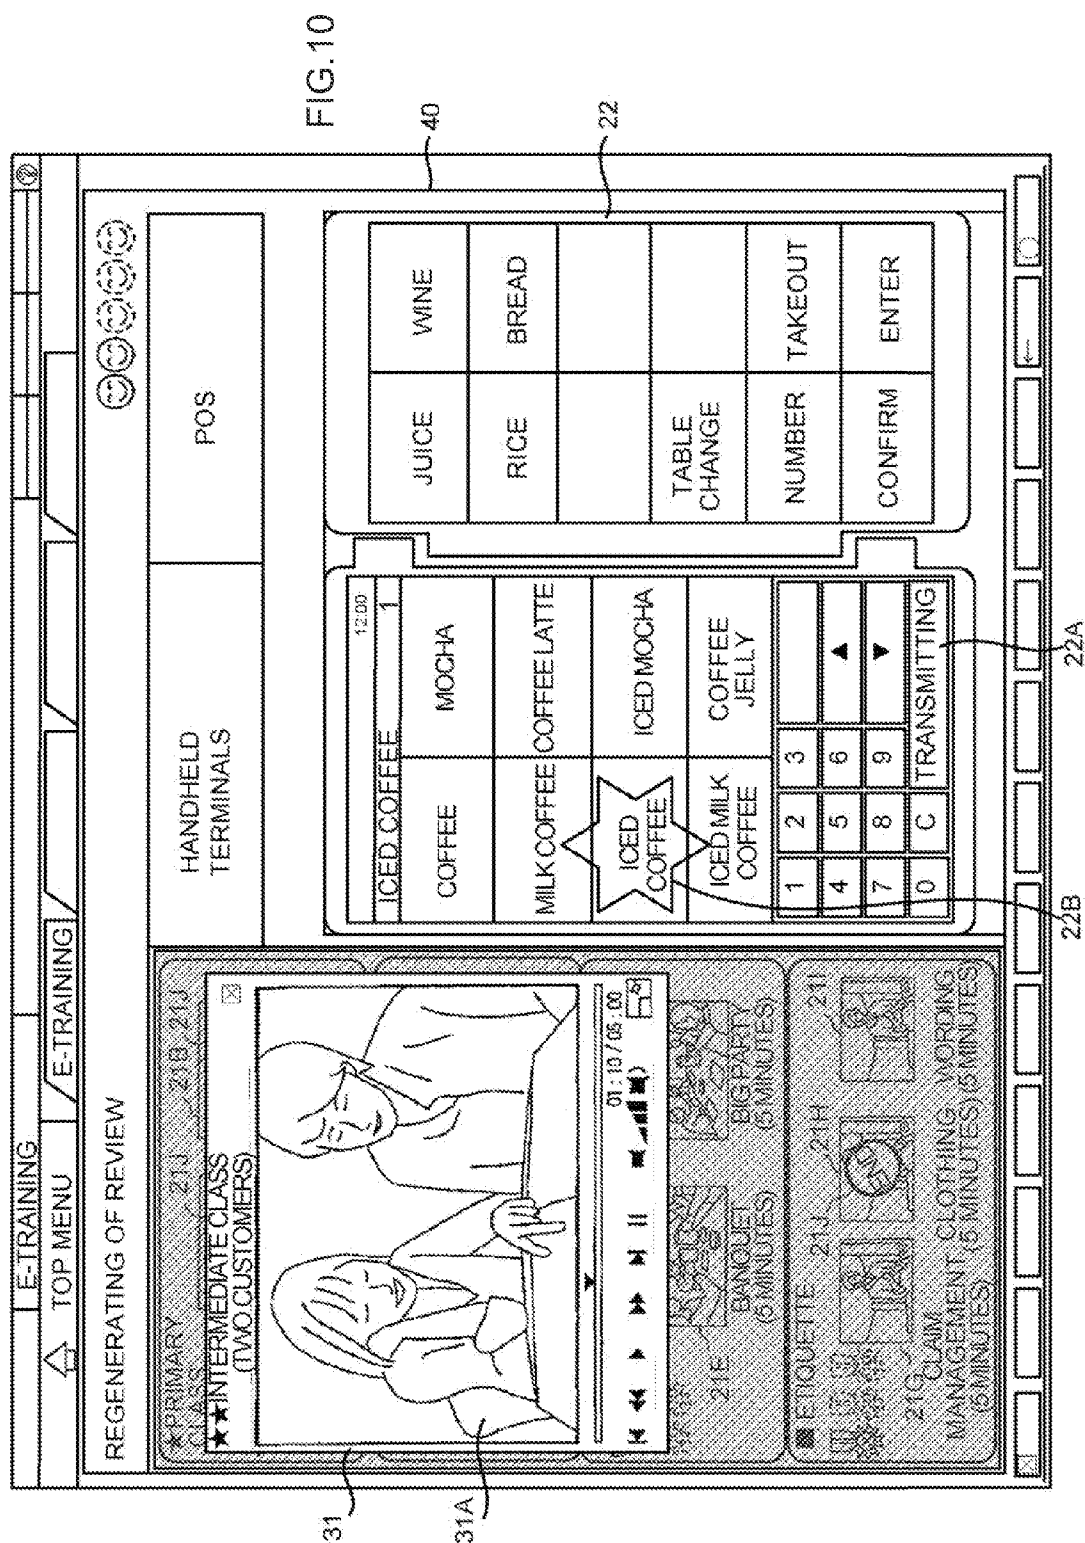 FIG.10
E-TRAINING
TOP MENU
E-TRAINING
REGENERATING OF REVIEW
HANDHELD
TERMINALS
POS
40
★PRIMARY
CLASS
21J
21B
21J
★★INTERMEDIATE CLASS
(TWO CUSTOMERS)
01:10 / 05:00
31
31A
21E
BANQUET
(5 MINUTES)
BIG PARTY
(5 MINUTES)
■ ETIQUETTE
21J
21H
21I
21G
CLAIM
MANAGEMENT
(5 MINUTES)
CLOTHING
(5 MINUTES)
WORDING
(5 MINUTES)
12:00
ICED COFFEE 1
COFFEE
MOCHA
MILK COFFEE
COFFEE LATTE
ICED
COFFEE
ICED MOCHA
ICED MILK
COFFEE
COFFEE
JELLY
1 2 3
4 5 6 ▲
7 8 9 ▼
0 C TRANSMITTING
22B
22A
22
JUICE
WINE
RICE
BREAD
TABLE
CHANGE
NUMBER
TAKEOUT
CONFIRM
ENTER